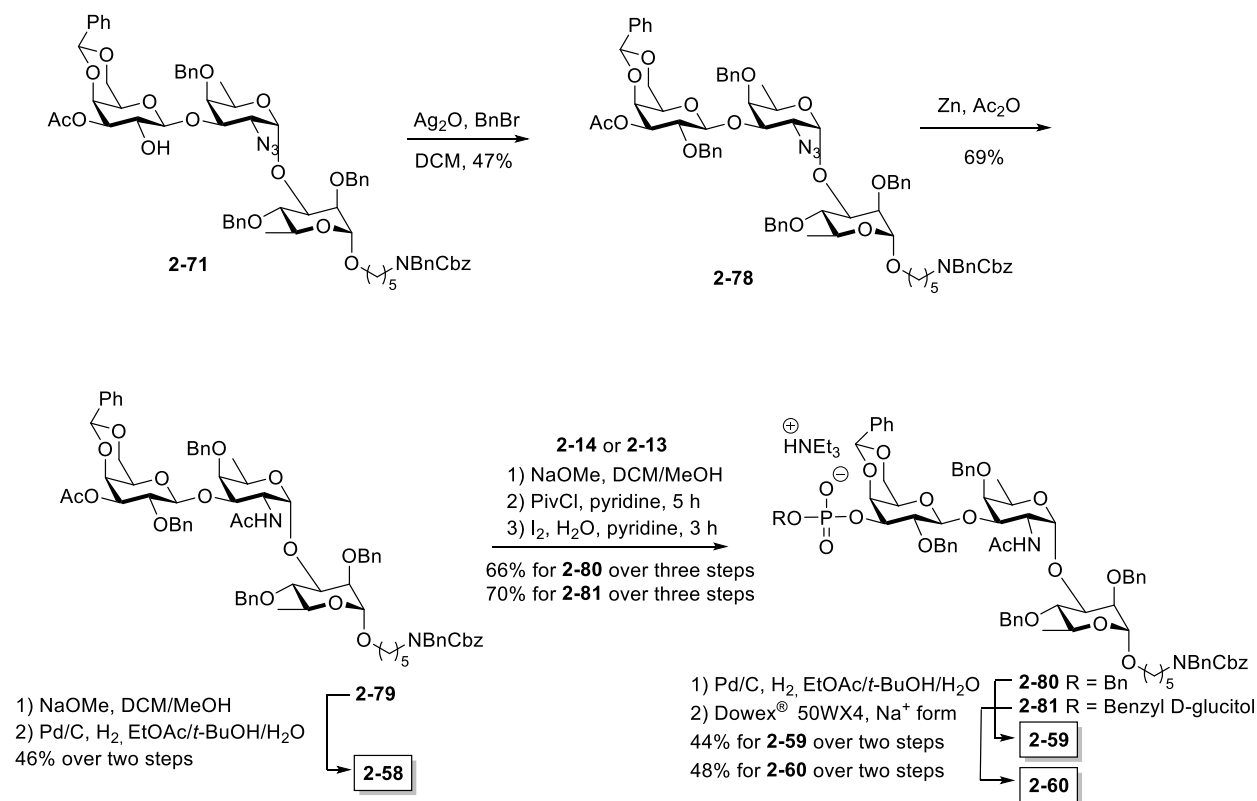 Ph
O
O
BnO
O
O
AcO
O
OH
N3
O
OBn
BnO
O
O
NBnCbz
5
2-71
Ag2O, BnBr
DCM, 47%
Ph
O
O
BnO
O
O
AcO
O
OBn
N3
O
OBn
BnO
O
O
NBnCbz
5
2-78
Zn, Ac2O
69%
Ph
O
O
BnO
O
O
AcO
O
OBn
AcHN
O
OBn
BnO
O
O
NBnCbz
5
2-79
1) NaOMe, DCM/MeOH
2) Pd/C, H2, EtOAc/t-BuOH/H2O
46% over two steps
2-58
2-14 or 2-13
1) NaOMe, DCM/MeOH
2) PivCl, pyridine, 5 h
3) I2, H2O, pyridine, 3 h
66% for 2-80 over three steps
70% for 2-81 over three steps
⊕
HNEt3
Ph
O
O
BnO
⊖
O
O
O
RO
P
O
O
O
OBn
AcHN
O
OBn
BnO
O
O
NBnCbz
5
1) Pd/C, H2, EtOAc/t-BuOH/H2O
2) Dowex® 50WX4, Na+ form
44% for 2-59 over two steps
48% for 2-60 over two steps
2-80 R = Bn
2-81 R = Benzyl D-glucitol
2-59
2-60